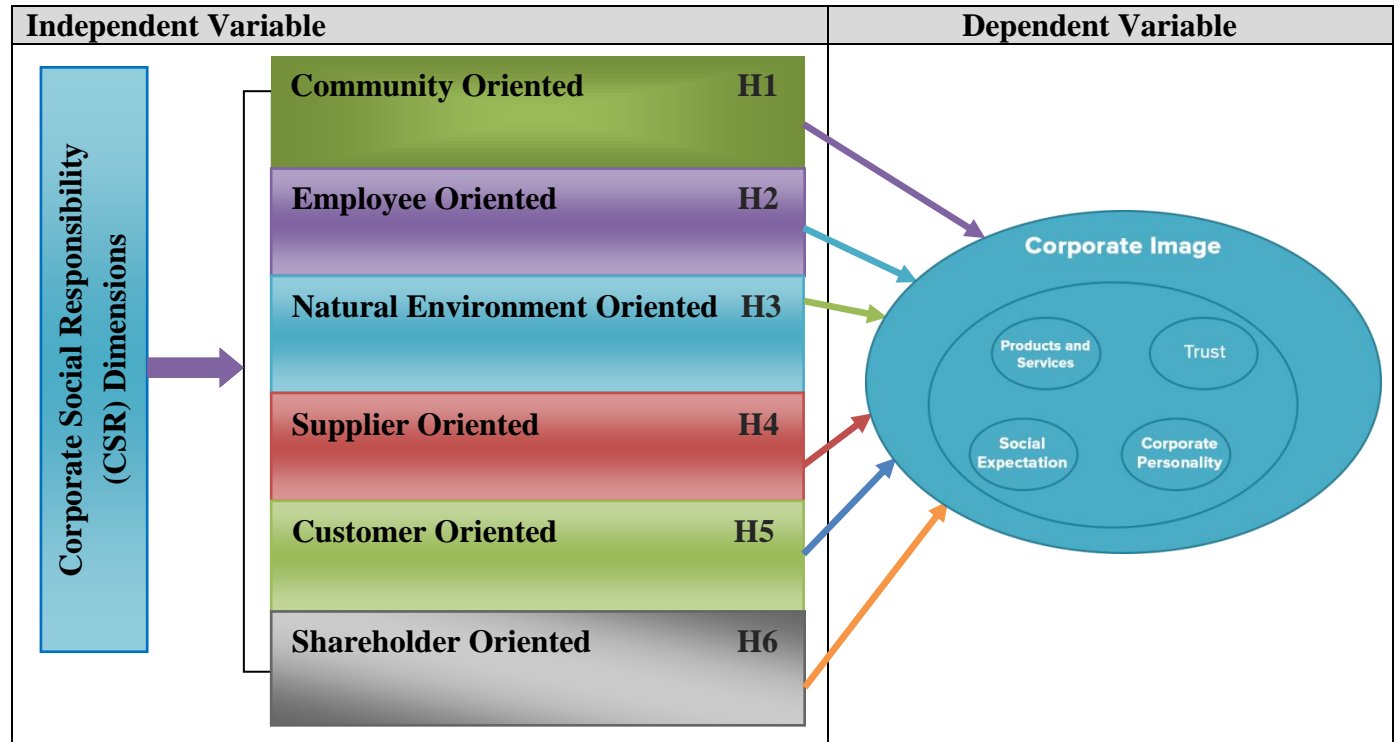 Independent Variable
Dependent Variable
Corporate Social Responsibility
(CSR) Dimensions
Community Oriented H1
Employee Oriented H2
Natural Environment Oriented H3
Supplier Oriented H4
Customer Oriented H5
Shareholder Oriented H6
Corporate Image
Products and
Services
Trust
Social
Expectation
Corporate
Personality